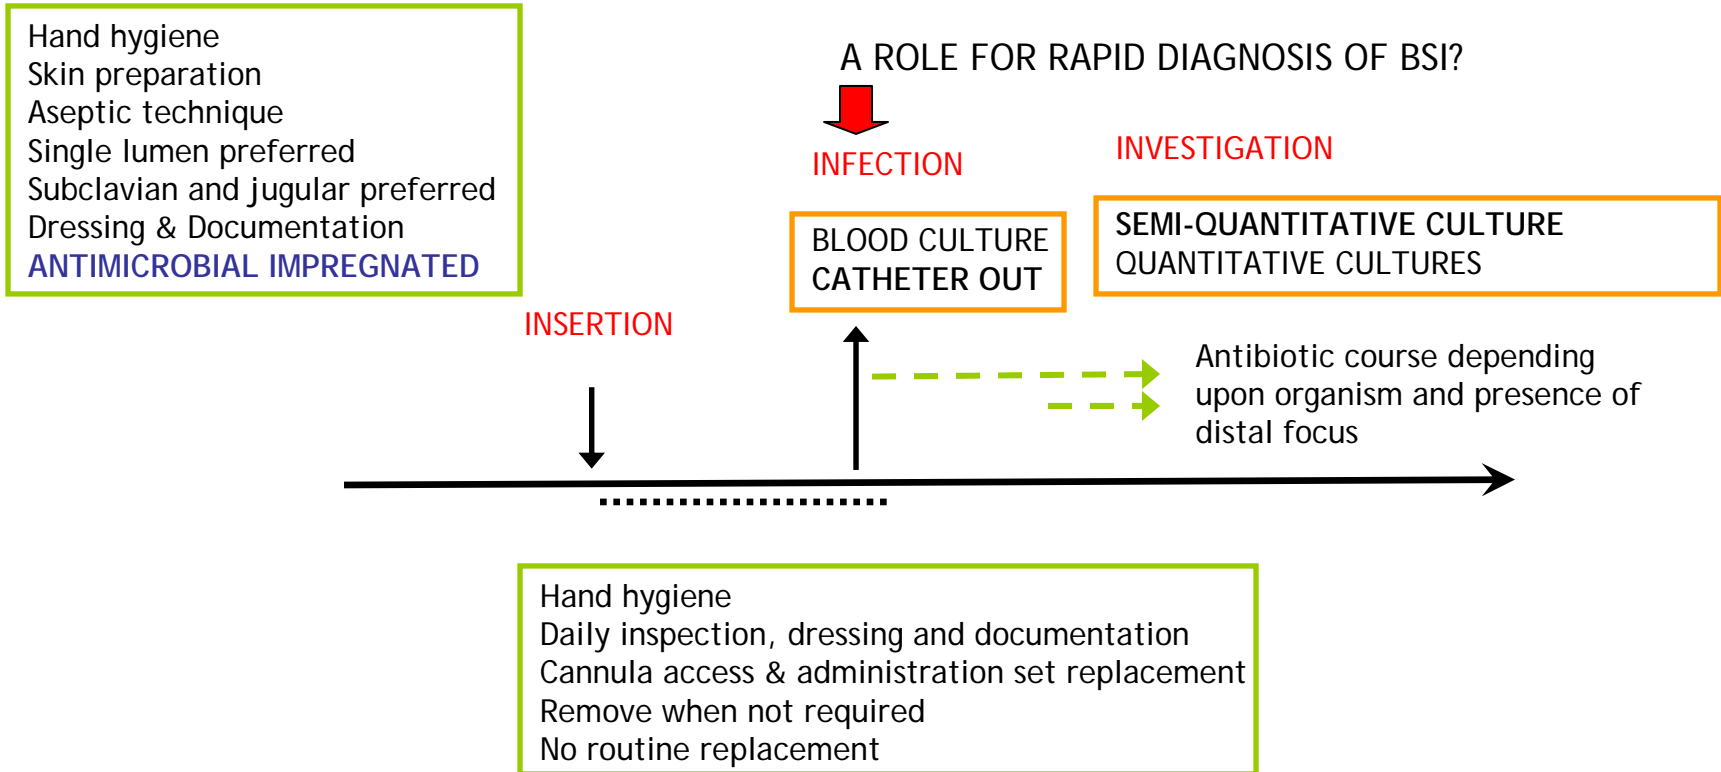 Hand hygiene
Skin preparation
Aseptic technique
Single lumen preferred
Subclavian and jugular preferred
Dressing & Documentation
ANTIMICROBIAL IMPREGNATED
A ROLE FOR RAPID DIAGNOSIS OF BSI?
INFECTION
INVESTIGATION
BLOOD CULTURE
CATHETER OUT
SEMI-QUANTITATIVE CULTURE
QUANTITATIVE CULTURES
INSERTION
Antibiotic course depending
upon organism and presence of
distal focus
Hand hygiene
Daily inspection, dressing and documentation
Cannula access & administration set replacement
Remove when not required
No routine replacement